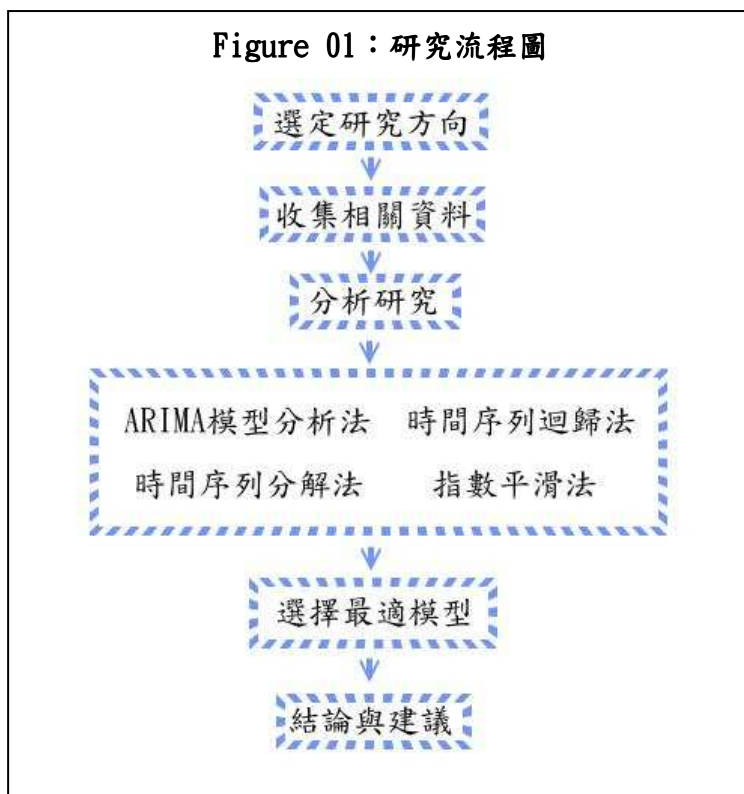 Figure 01：研究流程圖
選定研究方向
收集相關資料
分析研究
ARIMA模型分析法 時間序列迴歸法
時間序列分解法 指數平滑法
選擇最適模型
結論與建議